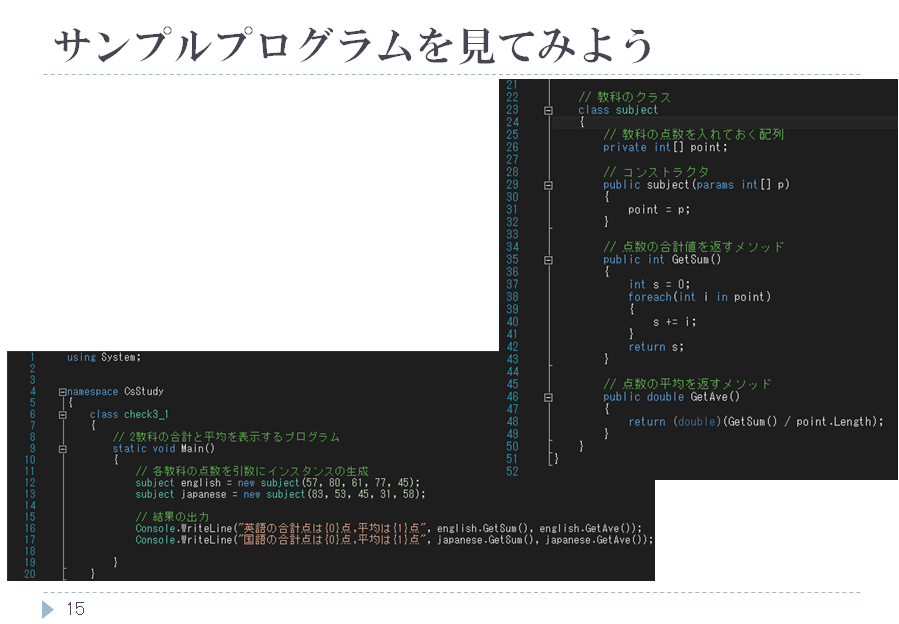 サンプルプログラムを見てみよう
1 using System;
2
3
4 namespace CsStudy
5 {
6 class check3_1
7 {
8 // 2教科の合計と平均を表示するプログラム
9 static void Main()
10 {
11 // 各教科の点数を引数にインスタンスの生成
12 subject english = new subject(57, 80, 61, 77, 45);
13 subject japanese = new subject(83, 53, 45, 31, 58);
14
15 // 結果の出力
16 Console.WriteLine("英語の合計点は{0}点,平均は{1}点", english.GetSum(), english.GetAve());
17 Console.WriteLine("国語の合計点は{0}点,平均は{1}点", japanese.GetSum(), japanese.GetAve());
18
19 }
20 }
21
22 // 教科のクラス
23 class subject
24 {
25 // 教科の点数を入れておく配列
26 private int[] point;
27
28 // コンストラクタ
29 public subject(params int[] p)
30 {
31 point = p;
32 }
33
34 // 点数の合計値を返すメソッド
35 public int GetSum()
36 {
37 int s = 0;
38 foreach(int i in point)
39 {
40 s += i;
41 }
42 return s;
43 }
44
45 // 点数の平均を返すメソッド
46 public double GetAve()
47 {
48 return (double)(GetSum() / point.Length);
49 }
50 }
51 }
52
15